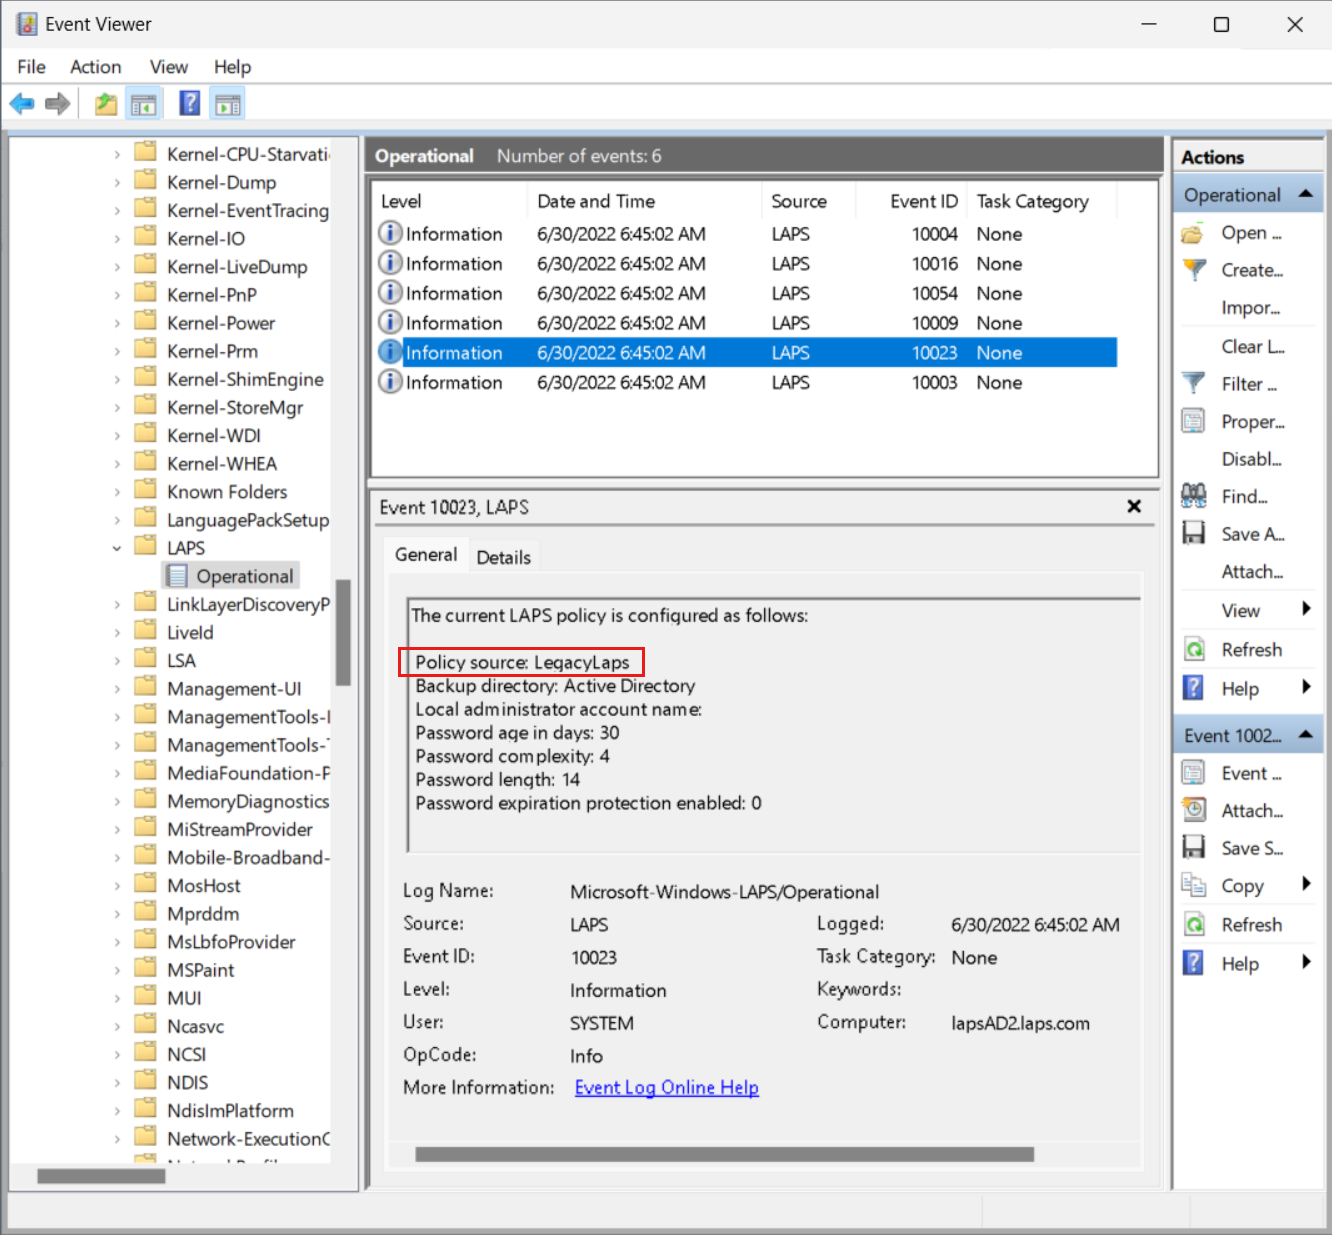 Event Viewer
File Action View Help
Kernel-CPU-Starvati
Kernel-Dump
Kernel-EventTracing
Kernel-IO
Kernel-LiveDump
Kernel-PnP
Kernel-Power
Kernel-Prm
Kernel-ShimEngine
Kernel-StoreMgr
Kernel-WDI
Kernel-WHEA
Known Folders
LanguagePackSetup
LAPS
Operational
LinkLayerDiscoveryP
LiveId
LSA
Management-UI
ManagementTools-
ManagementTools-
MediaFoundation-P
MemoryDiagnostics
MiStreamProvider
Mobile-Broadband-
MosHost
Mprddm
MsLbfoProvider
MSPaint
MUI
Ncasvc
NCSI
NDIS
NdisImPlatform
Network-ExecutionC
Operational Number of events: 6
Level Date and Time Source Event ID Task Category
Information 6/30/2022 6:45:02 AM LAPS 10004 None
Information 6/30/2022 6:45:02 AM LAPS 10016 None
Information 6/30/2022 6:45:02 AM LAPS 10054 None
Information 6/30/2022 6:45:02 AM LAPS 10009 None
Information 6/30/2022 6:45:02 AM LAPS 10023 None
Information 6/30/2022 6:45:02 AM LAPS 10003 None
Event 10023, LAPS
General Details
The current LAPS policy is configured as follows:
Policy source: LegacyLaps
Backup directory: Active Directory
Local administrator account name:
Password age in days: 30
Password complexity: 4
Password length: 14
Password expiration protection enabled: 0
Log Name: Microsoft-Windows-LAPS/Operational
Source: LAPS Logged: 6/30/2022 6:45:02 AM
Event ID: 10023 Task Category: None
Level: Information Keywords:
User: SYSTEM Computer: lapsAD2.laps.com
OpCode: Info
More Information: Event Log Online Help
Actions
Operational
Open ...
Create...
Impor...
Clear L...
Filter ...
Proper...
Disabl...
Find...
Save A...
Attach...
View
Refresh
Help
Event 1002...
Event ...
Attach...
Save S...
Copy
Refresh
Help